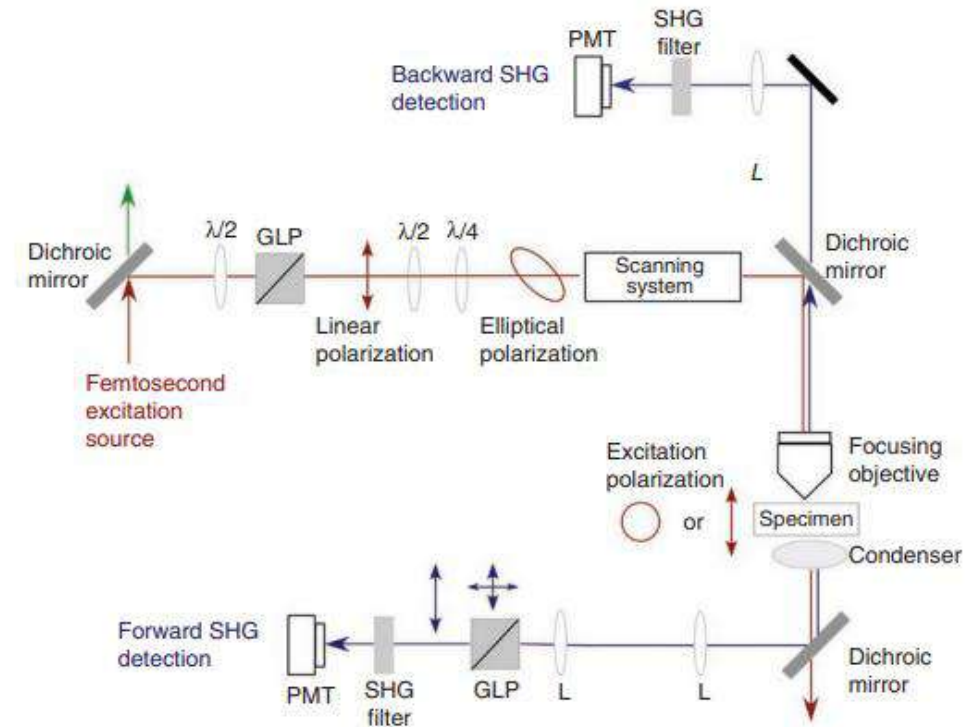 PMT
SHG
filter
Backward SHG
detection
L
Dichroic
mirror
λ/2
GLP
λ/2
λ/4
Scanning
system
Dichroic
mirror
Linear
polarization
Elliptical
polarization
Femtosecond
excitation
source
Excitation
polarization
or
Focusing
objective
Specimen
Condenser
Forward SHG
detection
PMT
SHG
filter
GLP
L
L
Dichroic
mirror